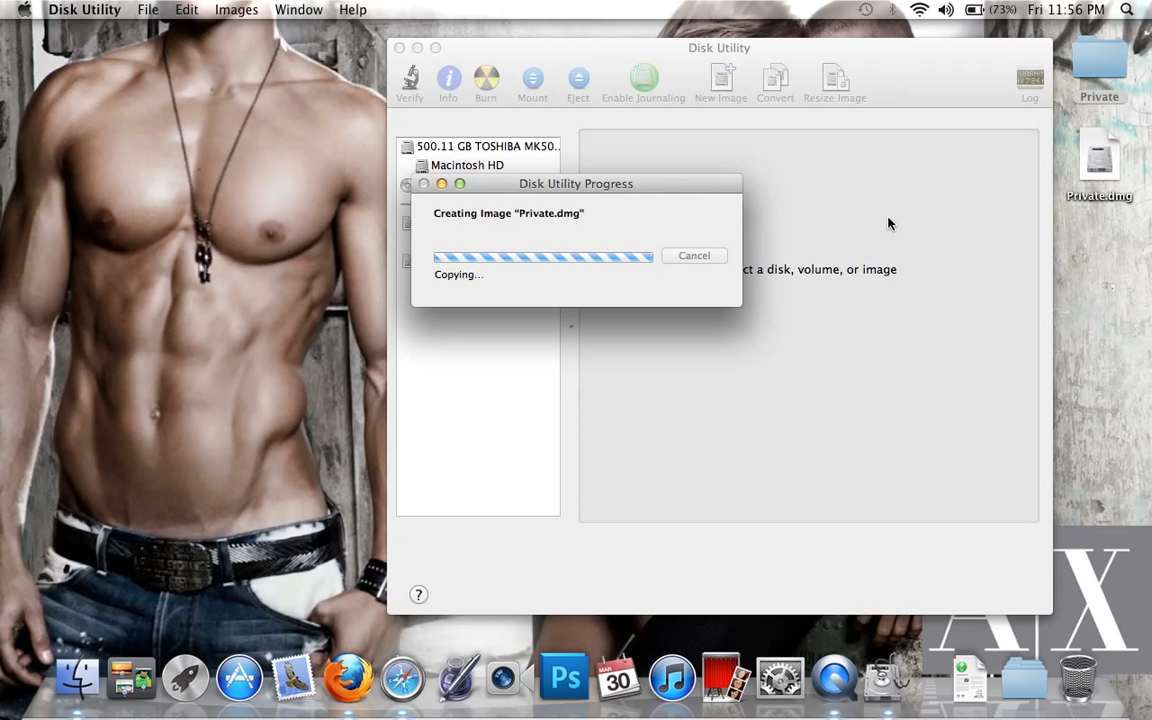 Disk Utility File Edit Images Window Help (73%) Fri 11:56 PM
Disk Utility
Verify Info Burn Mount Eject Enable Journaling New Image Convert Resize Image Log
Private
500.11 GB TOSHIBA MK50...
Macintosh HD
Private.dmg
Disk Utility Progress
Creating Image "Private.dmg"
Cancel
Copying...
ct a disk, volume, or image
?
A|X
Ps
MAR
30